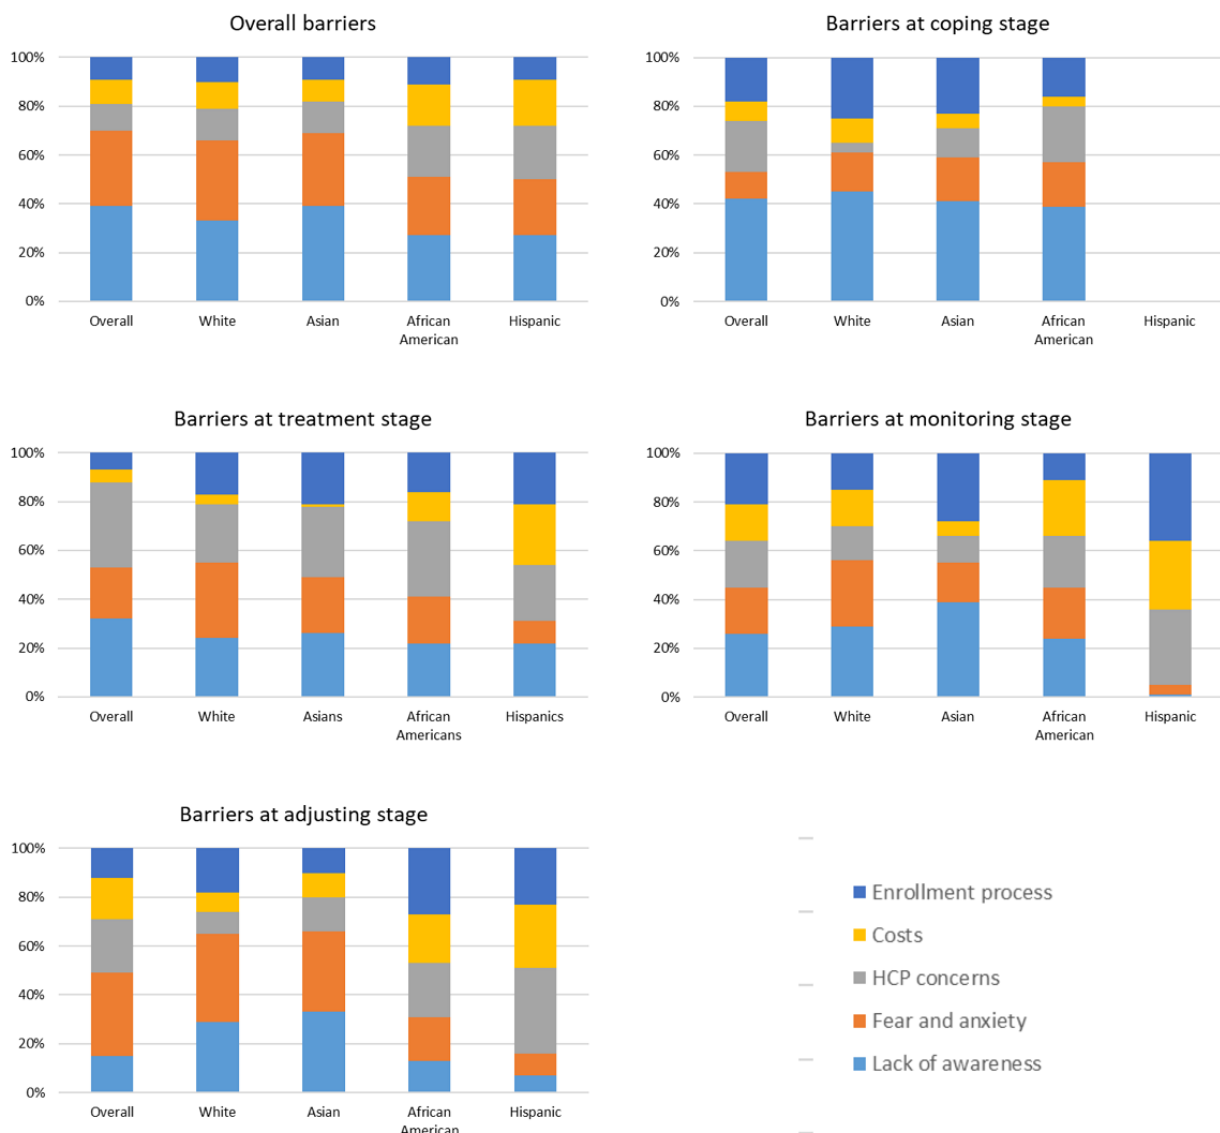 Overall barriers
100%
80%
60%
40%
20%
0%
Overall
White
Asian
African
American
Hispanic
Barriers at coping stage
100%
80%
60%
40%
20%
0%
Overall
White
Asian
African
American
Hispanic
Barriers at treatment stage
100%
80%
60%
40%
20%
0%
Overall
White
Asians
African
Americans
Hispanics
Barriers at monitoring stage
100%
80%
60%
40%
20%
0%
Overall
White
Asian
African
American
Hispanic
Barriers at adjusting stage
100%
80%
60%
40%
20%
0%
Overall
White
Asian
African
American
Hispanic
Enrollment process
Costs
HCP concerns
Fear and anxiety
Lack of awareness